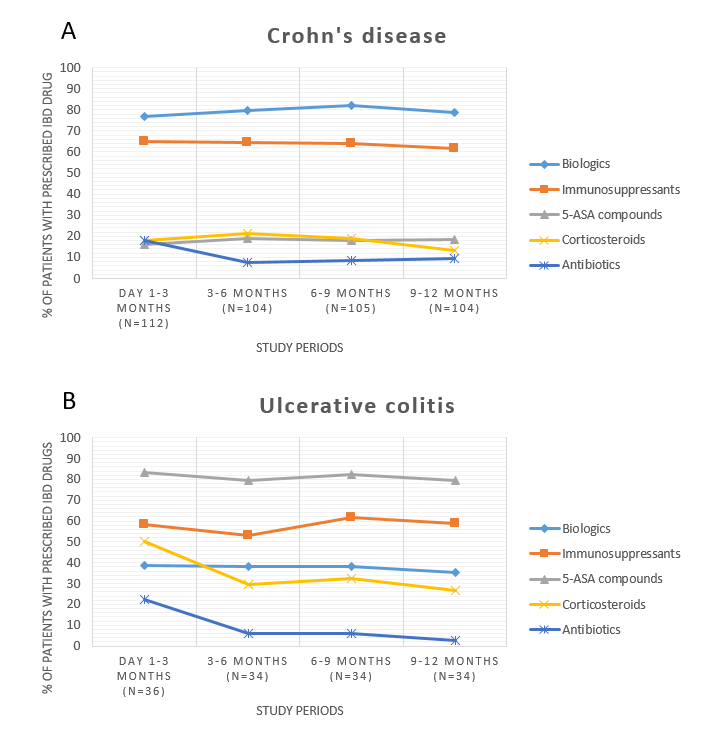 A
Crohn's disease
% OF PATIENTS WITH PRESCRIBED IBD DRUG
100
90
80
70
60
50
40
30
20
10
0
DAY 1-3 MONTHS (N=112)
3-6 MONTHS (N=104)
6-9 MONTHS (N=105)
9-12 MONTHS (N=104)
STUDY PERIODS
Biologics
Immunosuppressants
5-ASA compounds
Corticosteroids
Antibiotics
B
Ulcerative colitis
% OF PATIENTS WITH PRESCRIBED IBD DRUGS
100
90
80
70
60
50
40
30
20
10
0
DAY 1-3 MONTHS (N=36)
3-6 MONTHS (N=34)
6-9 MONTHS (N=34)
9-12 MONTHS (N=34)
STUDY PERIODS
Biologics
Immunosuppressants
5-ASA compounds
Corticosteroids
Antibiotics